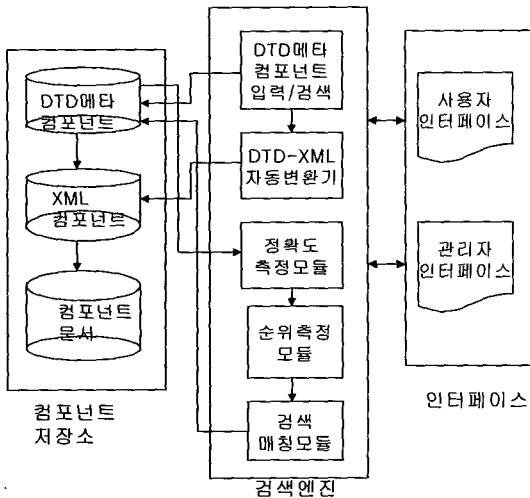 DTD메타
컴포넌트
XML
컴포넌트
컴포넌트
문서
컴포넌트
저장소
DTD메타
컴포넌트
입력/검색
DTD-XML
자동변환기
정확도
측정모듈
순위측정
모듈
검색
매칭모듈
검색엔진
사용자
인터페이스
관리자
인터페이스
인터페이스